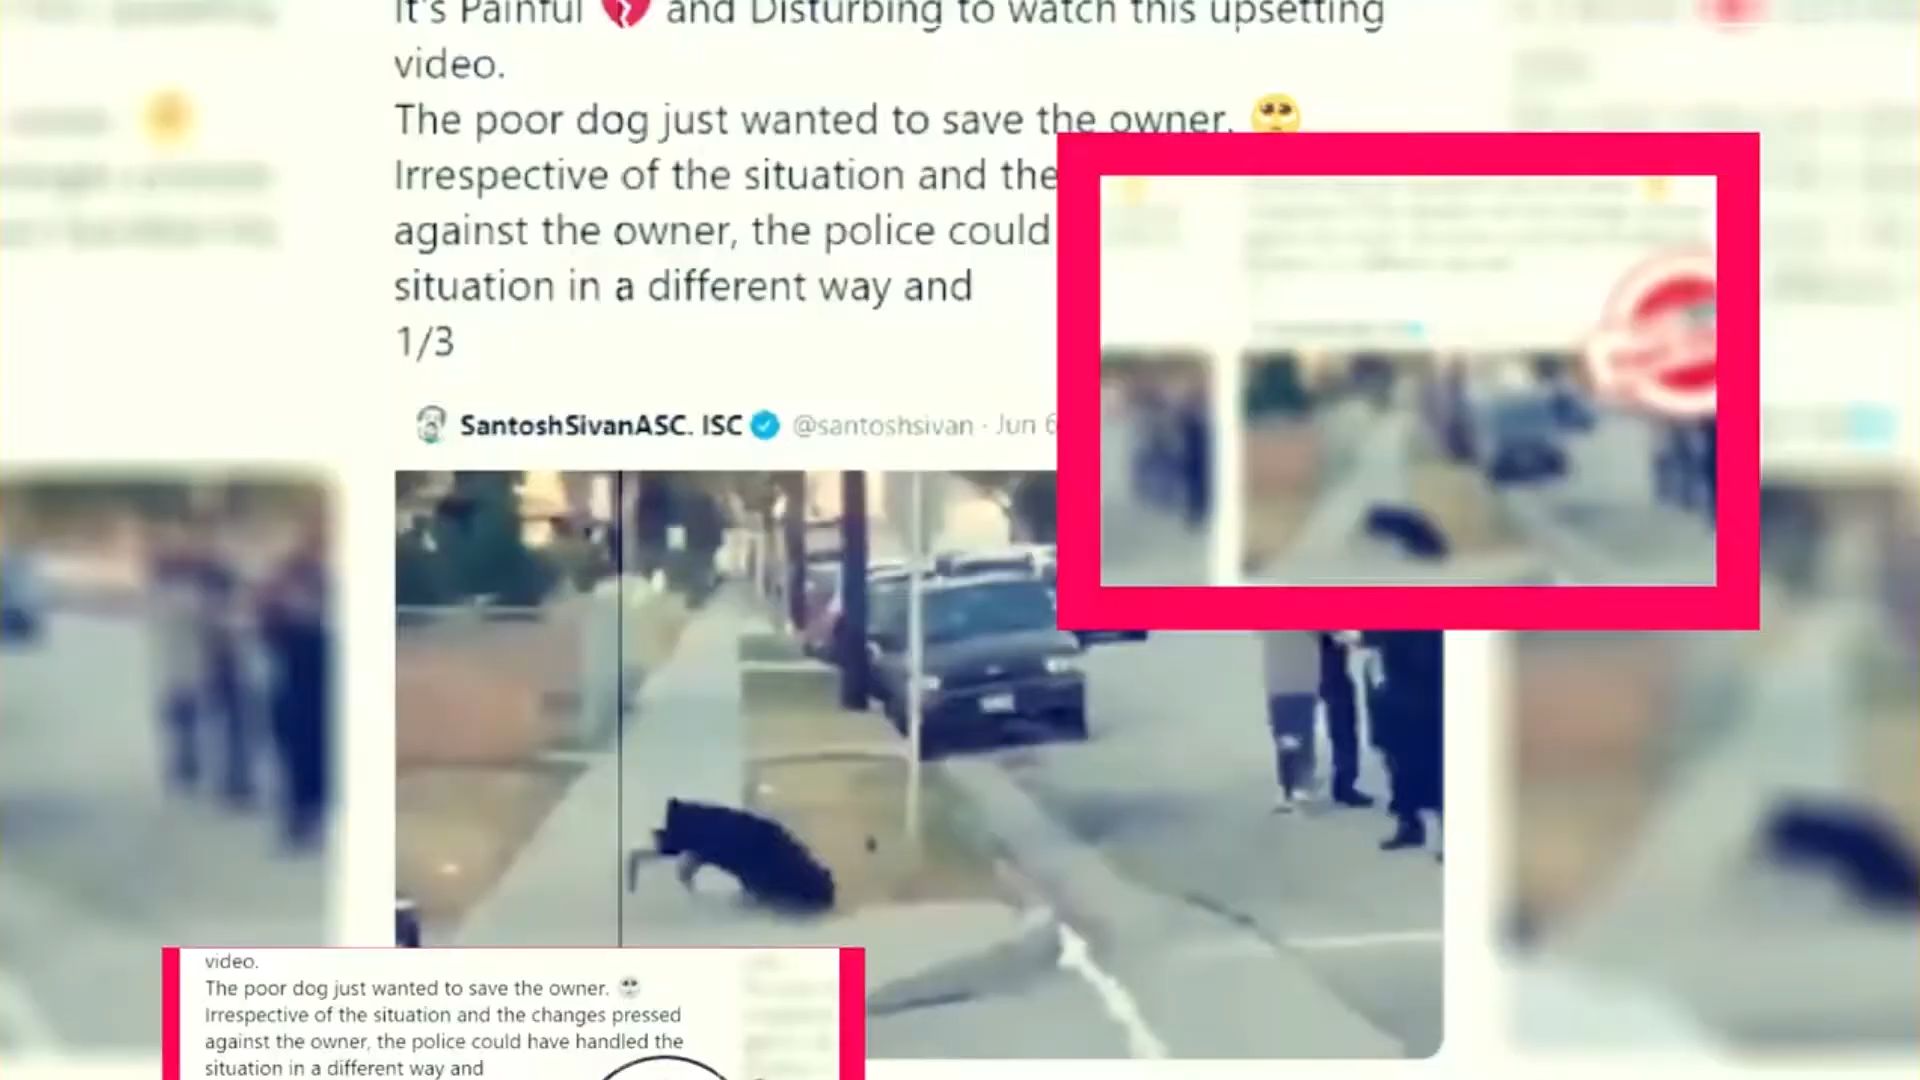 It's Painful 💔 and Disturbing to watch this upsetting
video.
The poor dog just wanted to save the owner. 🥺
Irrespective of the situation and the
against the owner, the police could
situation in a different way and
1/3
SantoshSivanASC. ISC @santoshsivan · Jun 6
video.
The poor dog just wanted to save the owner. 🥺
Irrespective of the situation and the changes pressed
against the owner, the police could have handled the
situation in a different way and